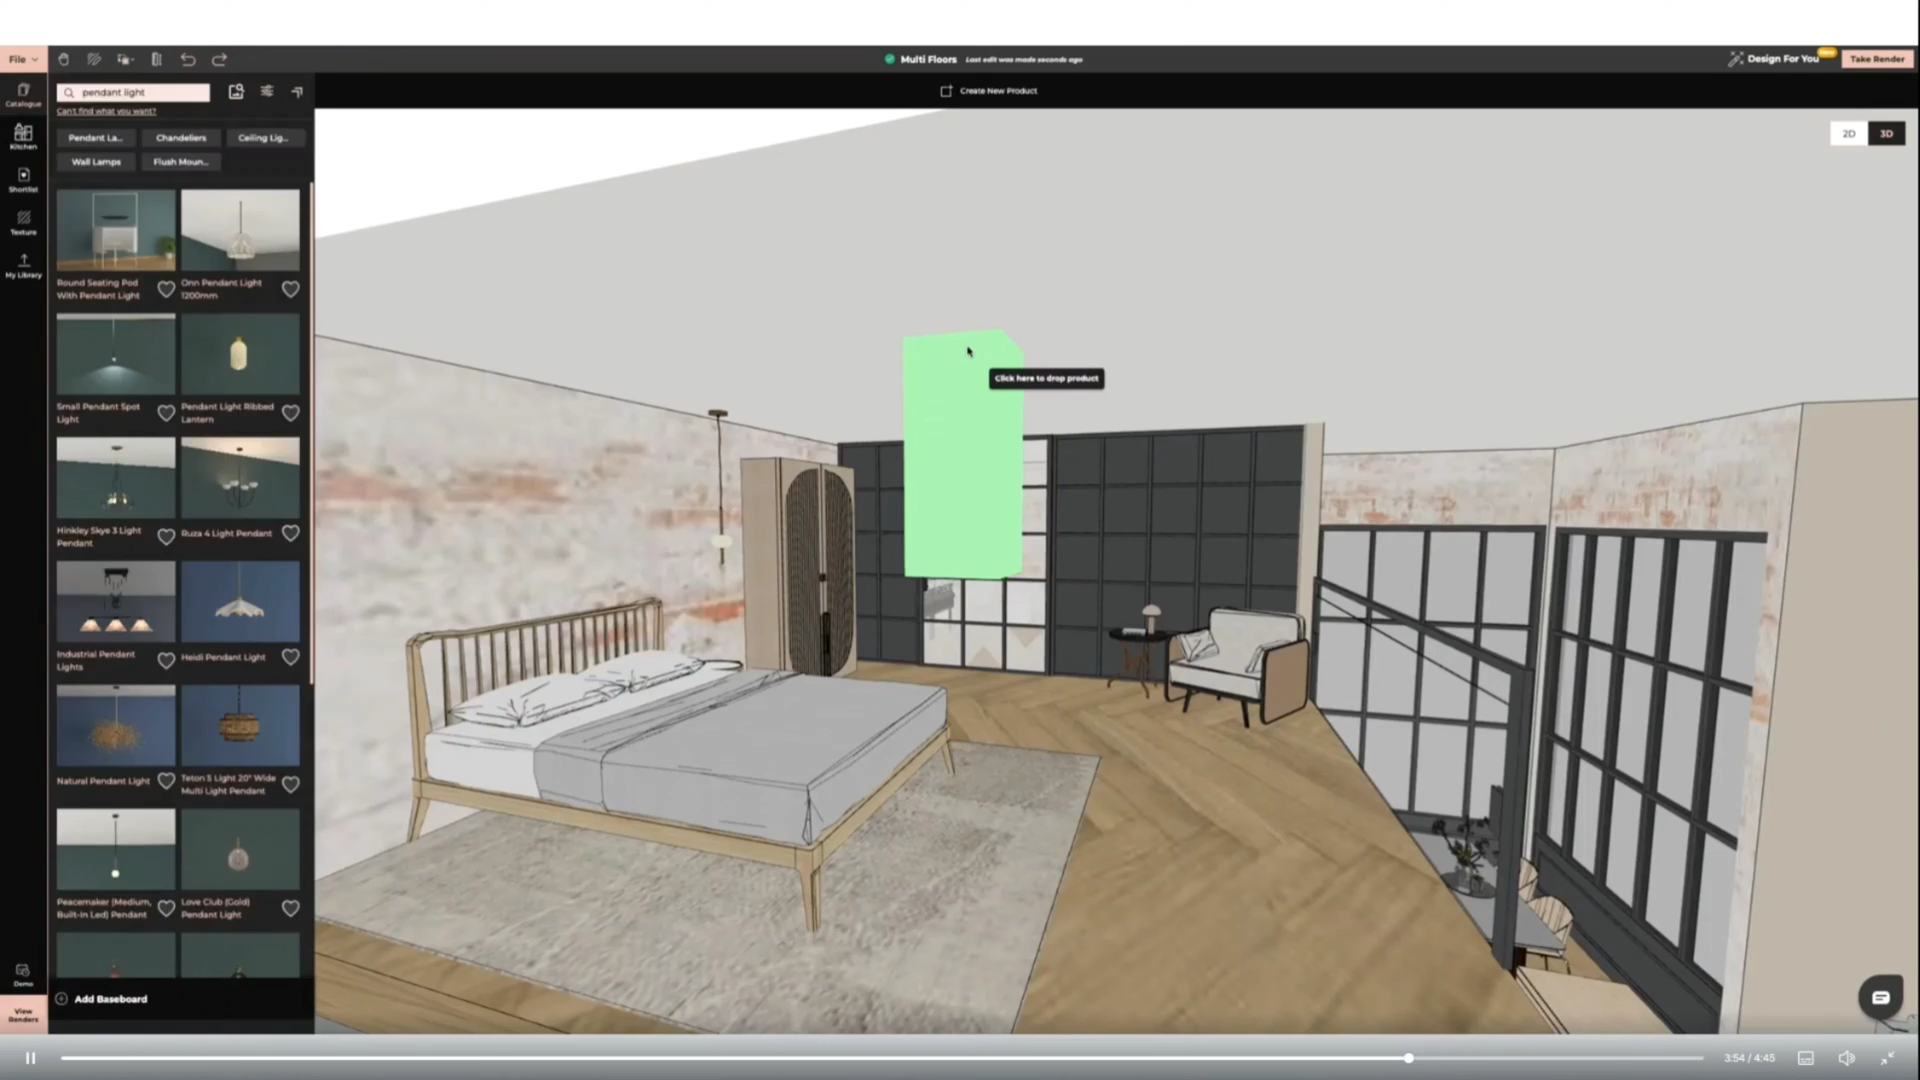 File
Multi Floors
Last edit was made seconds ago
Design For You
New
Take Render
Catalogue
pendant light
Create New Product
Can't find what you want?
Kitchen
Pendant La...
Chandeliers
Ceiling Lig...
2D
3D
Wall Lamps
Flush Moun...
Shortlist
Texture
My Library
Round Seating Pod
With Pendant Light
Onn Pendant Light
1200mm
Click here to drop product
Small Pendant Spot
Light
Pendant Light Ribbed
Lantern
Hinkley Skye 3 Light
Pendant
Ruza 4 Light Pendant
Industrial Pendant
Lights
Heidi Pendant Light
Natural Pendant Light
Teton 5 Light 20" Wide
Multi Light Pendant
Peacemaker (Medium,
Built-In Led) Pendant
Love Club (Gold)
Pendant Light
Demo
Add Baseboard
View
Renders
3:54 / 4:45